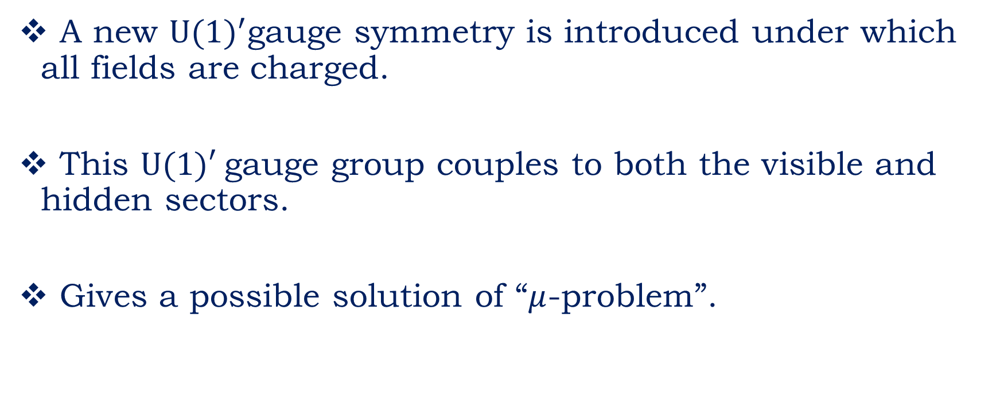 ❖ A new U(1)′gauge symmetry is introduced under which
all fields are charged.
❖ This U(1)′ gauge group couples to both the visible and
hidden sectors.
❖ Gives a possible solution of “μ-problem”.